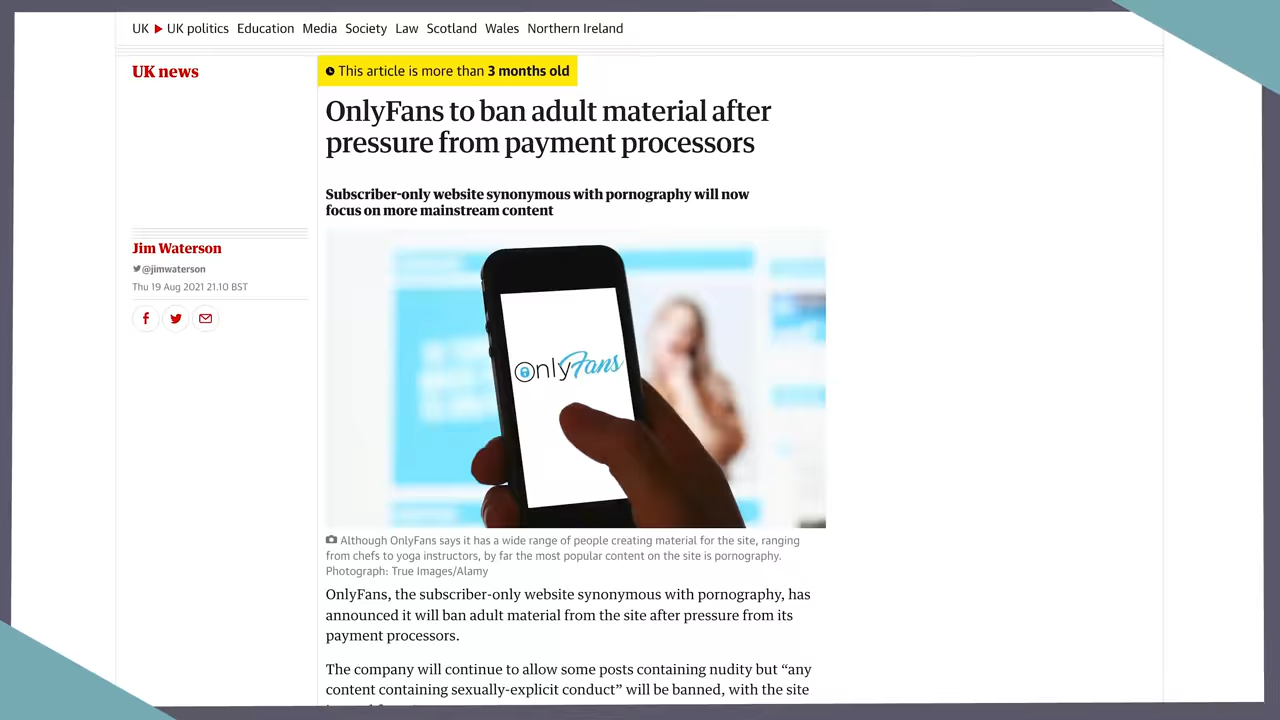 UK UK politics Education Media Society Law Scotland Wales Northern Ireland
UK news
This article is more than 3 months old
OnlyFans to ban adult material after
pressure from payment processors
Subscriber-only website synonymous with pornography will now
focus on more mainstream content
Jim Waterson
@jimwaterson
Thu 19 Aug 2021 21.10 BST
OnlyFans
Although OnlyFans says it has a wide range of people creating material for the site, ranging
from chefs to yoga instructors, by far the most popular content on the site is pornography.
Photograph: True Images/Alamy
OnlyFans, the subscriber-only website synonymous with pornography, has
announced it will ban adult material from the site after pressure from its
payment processors.
The company will continue to allow some posts containing nudity but “any
content containing sexually-explicit conduct” will be banned, with the site